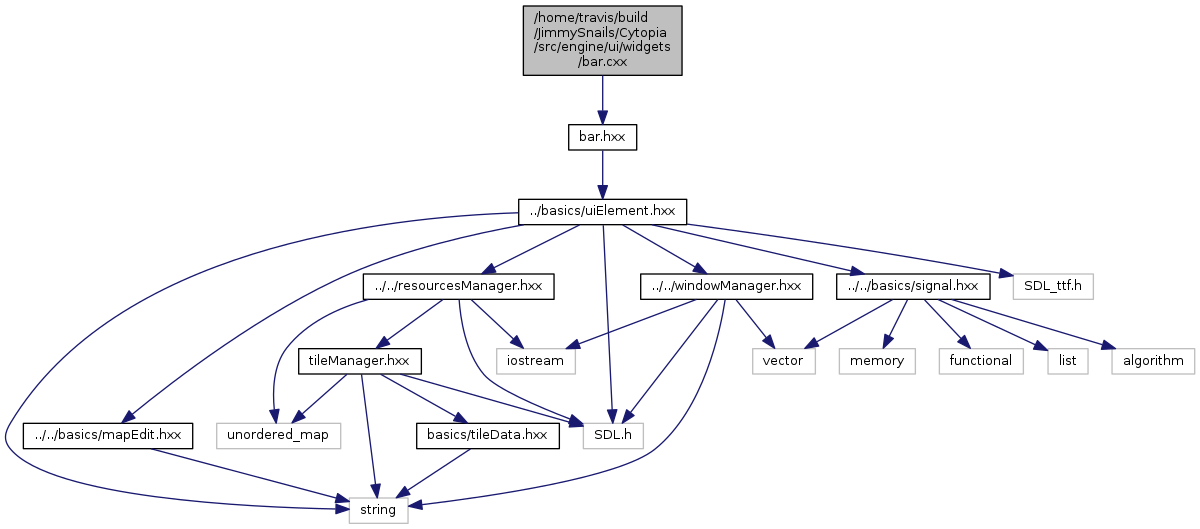 /home/travis/build
/JimmySnails/Cytopia
/src/engine/ui/widgets
/bar.cxx
bar.hxx
../basics/uiElement.hxx
../../resourcesManager.hxx
../../windowManager.hxx
../../basics/signal.hxx
SDL_ttf.h
tileManager.hxx
iostream
vector
memory
functional
list
algorithm
../../basics/mapEdit.hxx
unordered_map
basics/tileData.hxx
SDL.h
string